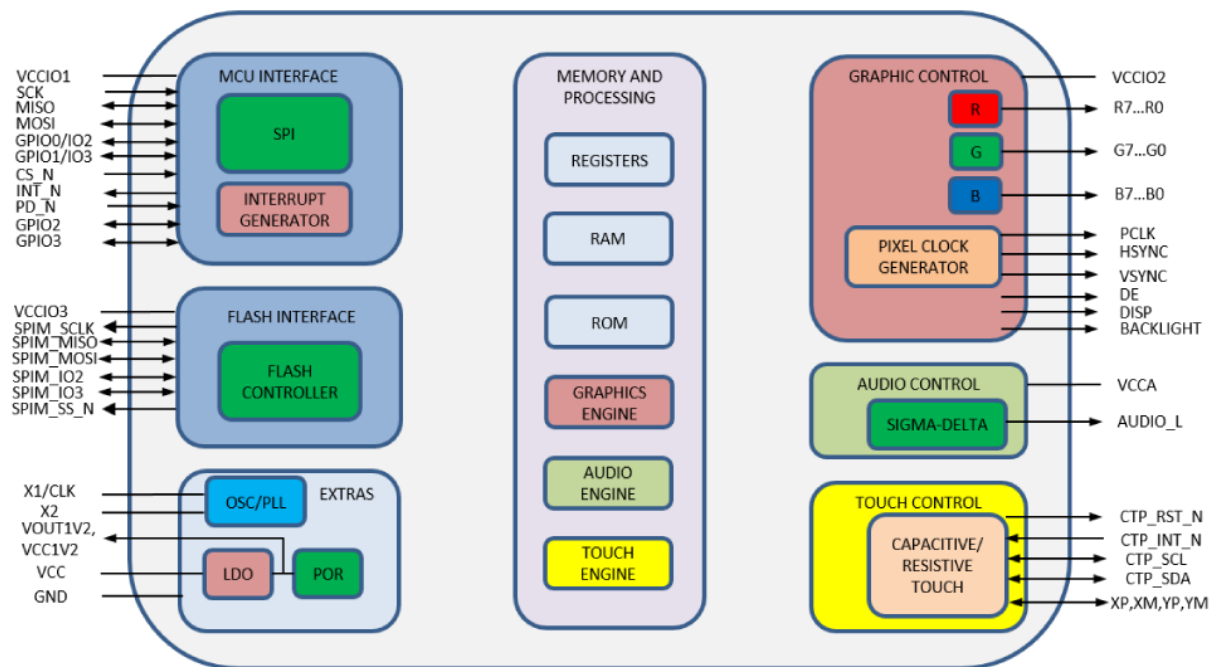 VCCIO1
SCK
MISO
MOSI
GPIO0/IO2
GPIO1/IO3
CS_N
INT_N
PD_N
GPIO2
GPIO3
MCU INTERFACE
SPI
INTERRUPT
GENERATOR
VCCIO3
SPIM_SCLK
SPIM_MISO
SPIM_MOSI
SPIM_IO2
SPIM_IO3
SPIM_SS_N
FLASH INTERFACE
FLASH
CONTROLLER
X1/CLK
X2
VOUT1V2,
VCC1V2
VCC
GND
OSC/PLL
EXTRAS
LDO
POR
MEMORY AND
PROCESSING
REGISTERS
RAM
ROM
GRAPHICS
ENGINE
AUDIO
ENGINE
TOUCH
ENGINE
GRAPHIC CONTROL
R
G
B
PIXEL CLOCK
GENERATOR
VCCIO2
R7...R0
G7...G0
B7...B0
PCLK
HSYNC
VSYNC
DE
DISP
BACKLIGHT
AUDIO CONTROL
SIGMA-DELTA
VCCA
AUDIO_L
TOUCH CONTROL
CAPACITIVE/
RESISTIVE
TOUCH
CTP_RST_N
CTP_INT_N
CTP_SCL
CTP_SDA
XP,XM,YP,YM